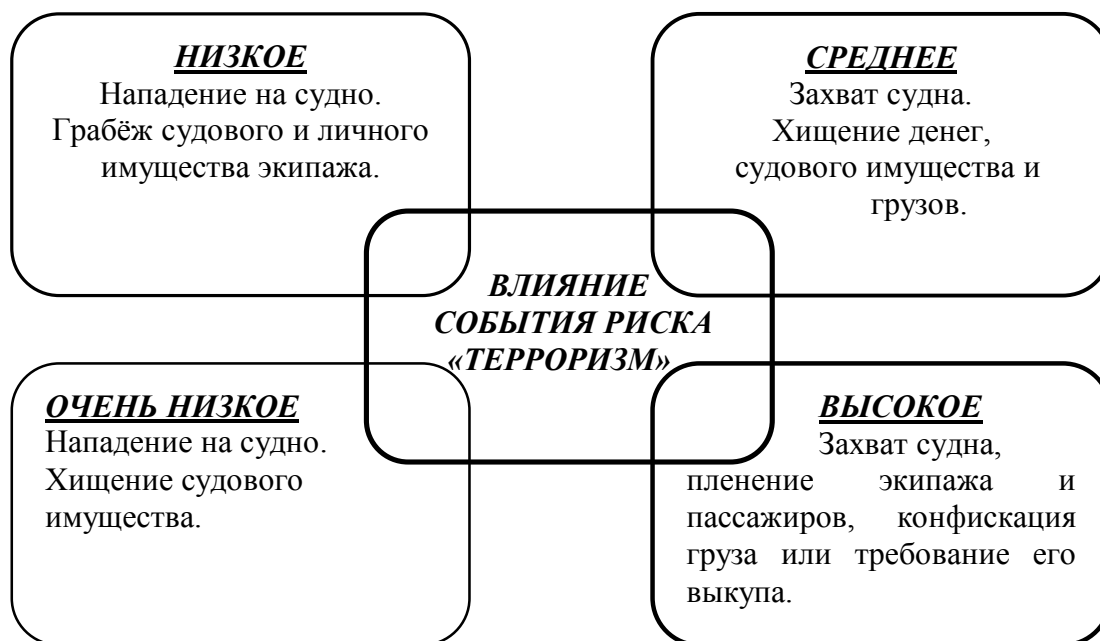 НИЗКОЕ
Нападение на судно.
Грабёж судового и личного
имущества экипажа.
СРЕДНЕЕ
Захват судна.
Хищение денег,
судового имущества и
грузов.
ВЛИЯНИЕ
СОБЫТИЯ РИСКА
«ТЕРРОРИЗМ»
ОЧЕНЬ НИЗКОЕ
Нападение на судно.
Хищение судового
имущества.
ВЫСОКОЕ
Захват судна,
пленение экипажа и
пассажиров, конфискация
груза или требование его
выкупа.